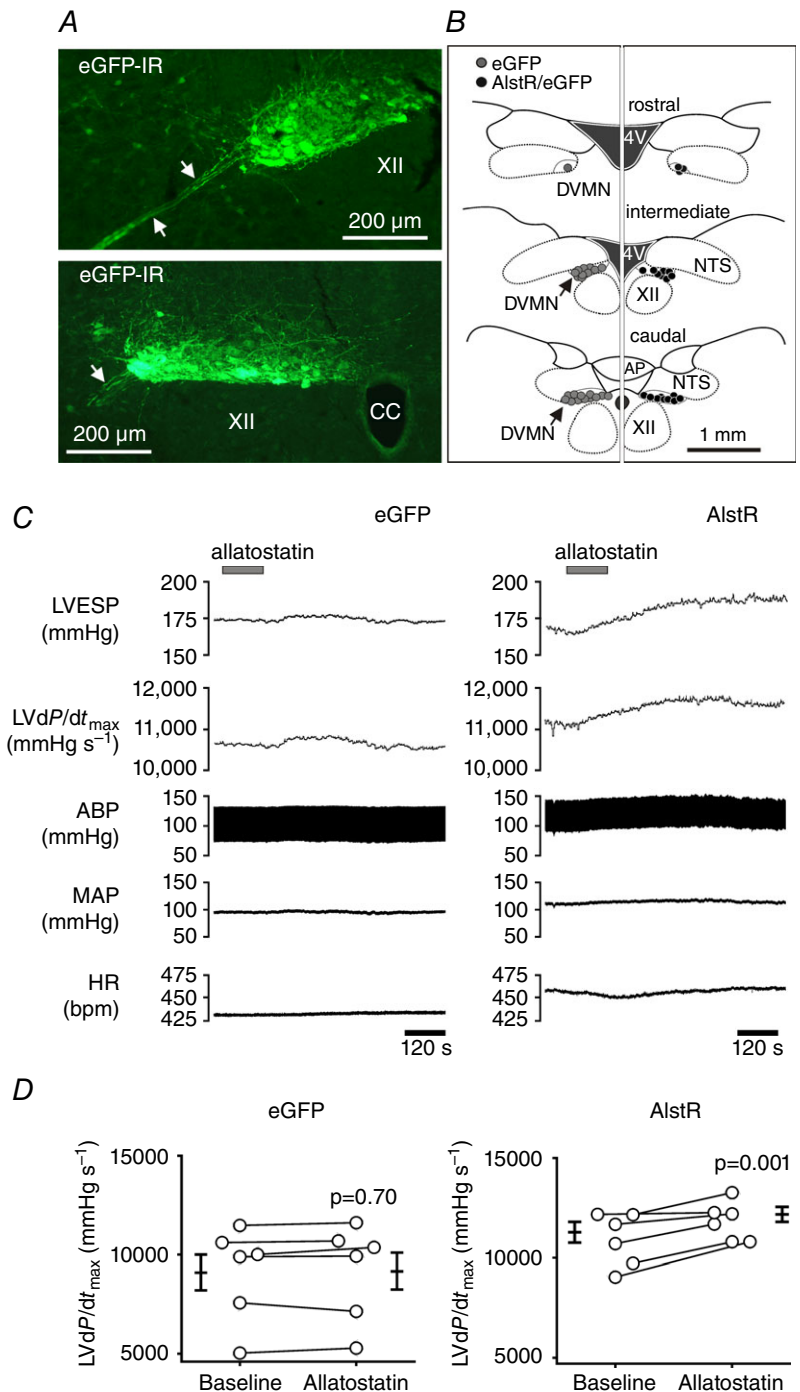 A
eGFP-IR
XII
200 µm
eGFP-IR
CC
XII
200 µm
B
eGFP
AlstR/eGFP
rostral
4V
DVMN
intermediate
4V
NTS
DVMN
XII
caudal
AP
NTS
DVMN
XII
1 mm
C
eGFP
AlstR
allatostatin
allatostatin
LVESP
(mmHg)
200
175
150
200
175
150
LVdP/dtmax
(mmHg s⁻¹)
12,000
11,000
10,000
12,000
11,000
10,000
ABP
(mmHg)
150
100
50
150
100
50
MAP
(mmHg)
150
100
50
150
100
50
HR
(bpm)
475
450
425
475
450
425
120 s
120 s
D
eGFP
AlstR
LVdP/dtmax (mmHg s⁻¹)
15000
10000
5000
p=0.70
Baseline
Allatostatin
LVdP/dtmax (mmHg s⁻¹)
15000
10000
5000
p=0.001
Baseline
Allatostatin